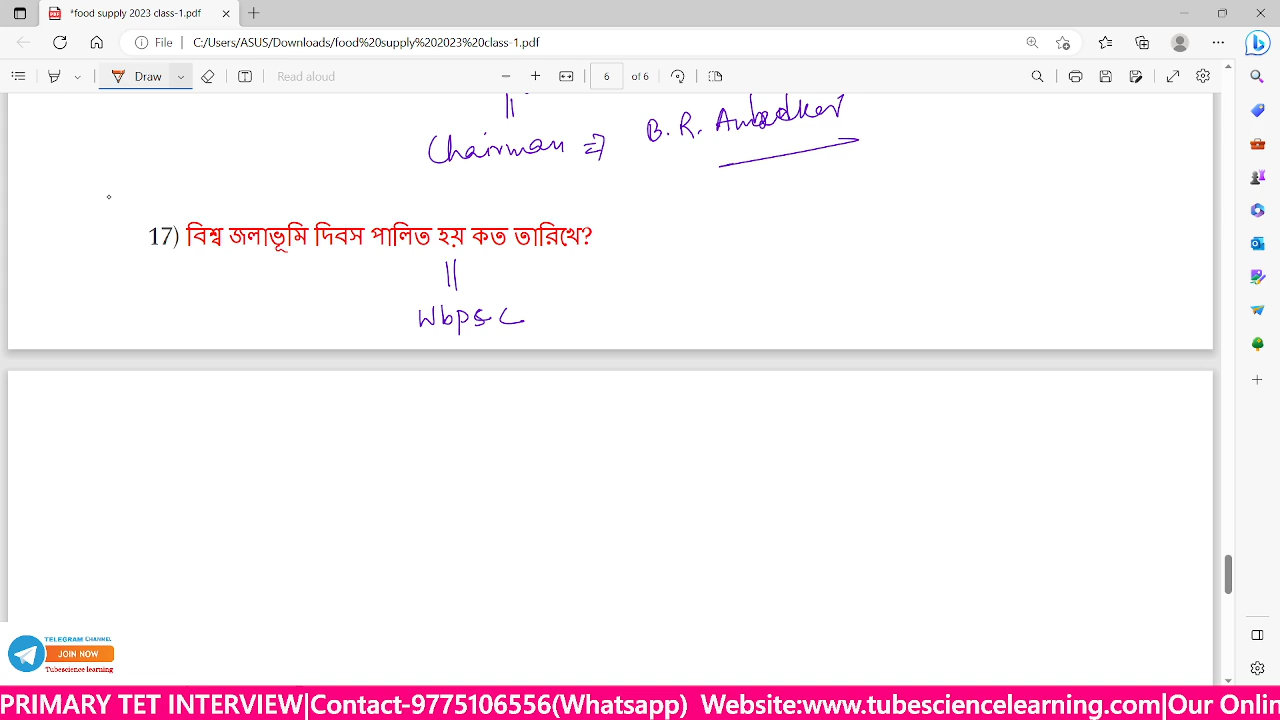 *food supply 2023 class-1.pdf
File C:/Users/ASUS/Downloads/food%20supply%202023%20class-1.pdf
Draw Read aloud 6 of 6
Chairman => B. R. Ambedker
17) বিশ্ব জলাভূমি দিবস পালিত হয় কত তারিখে?
Wbpsc
TELEGRAM CHANNEL
JOIN NOW
Tubescience learning
PRIMARY TET INTERVIEW|Contact-9775106556(Whatsapp) Website:www.tubesciencelearning.com|Our Onlin